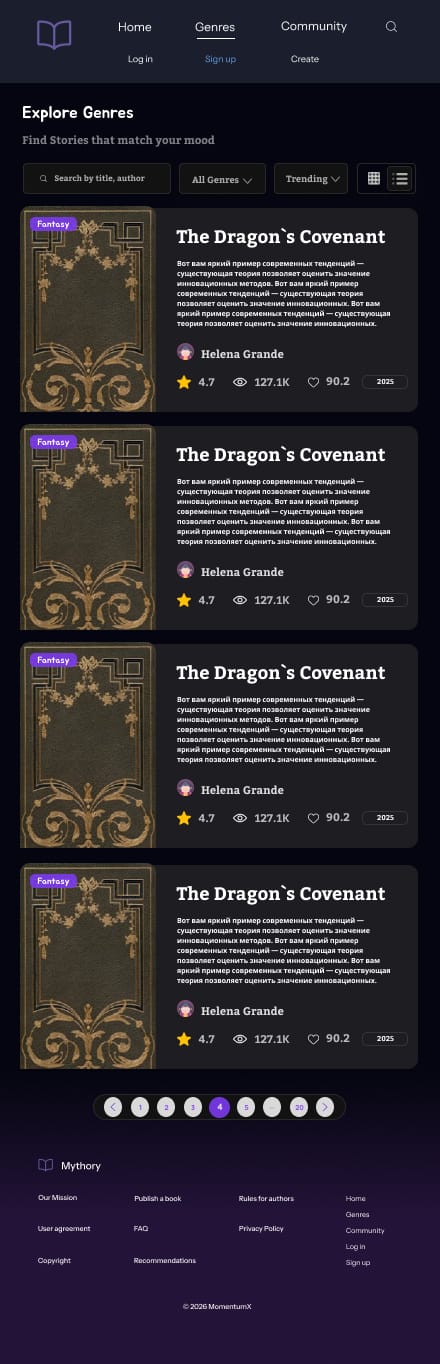 Home Genres Community
Log in Sign up Create
Explore Genres
Find Stories that match your mood
Search by title, author All Genres Trending
Fantasy
The Dragon`s Covenant
Вот вам яркий пример современных тенденций —
существующая теория позволяет оценить значение
инновационных методов. Вот вам яркий пример
современных тенденций — существующая теория
позволяет оценить значение инновационных. Вот вам
яркий пример современных тенденций — существующая
теория позволяет оценить значение инновационных.
Helena Grande
4.7 127.1K 90.2 2025
Fantasy
The Dragon`s Covenant
Вот вам яркий пример современных тенденций —
существующая теория позволяет оценить значение
инновационных методов. Вот вам яркий пример
современных тенденций — существующая теория
позволяет оценить значение инновационных. Вот вам
яркий пример современных тенденций — существующая
теория позволяет оценить значение инновационных.
Helena Grande
4.7 127.1K 90.2 2025
Fantasy
The Dragon`s Covenant
Вот вам яркий пример современных тенденций —
существующая теория позволяет оценить значение
инновационных методов. Вот вам яркий пример
современных тенденций — существующая теория
позволяет оценить значение инновационных. Вот вам
яркий пример современных тенденций — существующая
теория позволяет оценить значение инновационных.
Helena Grande
4.7 127.1K 90.2 2025
Fantasy
The Dragon`s Covenant
Вот вам яркий пример современных тенденций —
существующая теория позволяет оценить значение
инновационных методов. Вот вам яркий пример
современных тенденций — существующая теория
позволяет оценить значение инновационных. Вот вам
яркий пример современных тенденций — существующая
теория позволяет оценить значение инновационных.
Helena Grande
4.7 127.1K 90.2 2025
1 2 3 4 5 ... 20
Mythory
Our Mission Publish a book Rules for authors Home
Genres
User agreement FAQ Privacy Policy Community
Log in
Copyright Recommendations Sign up
© 2026 MomentumX